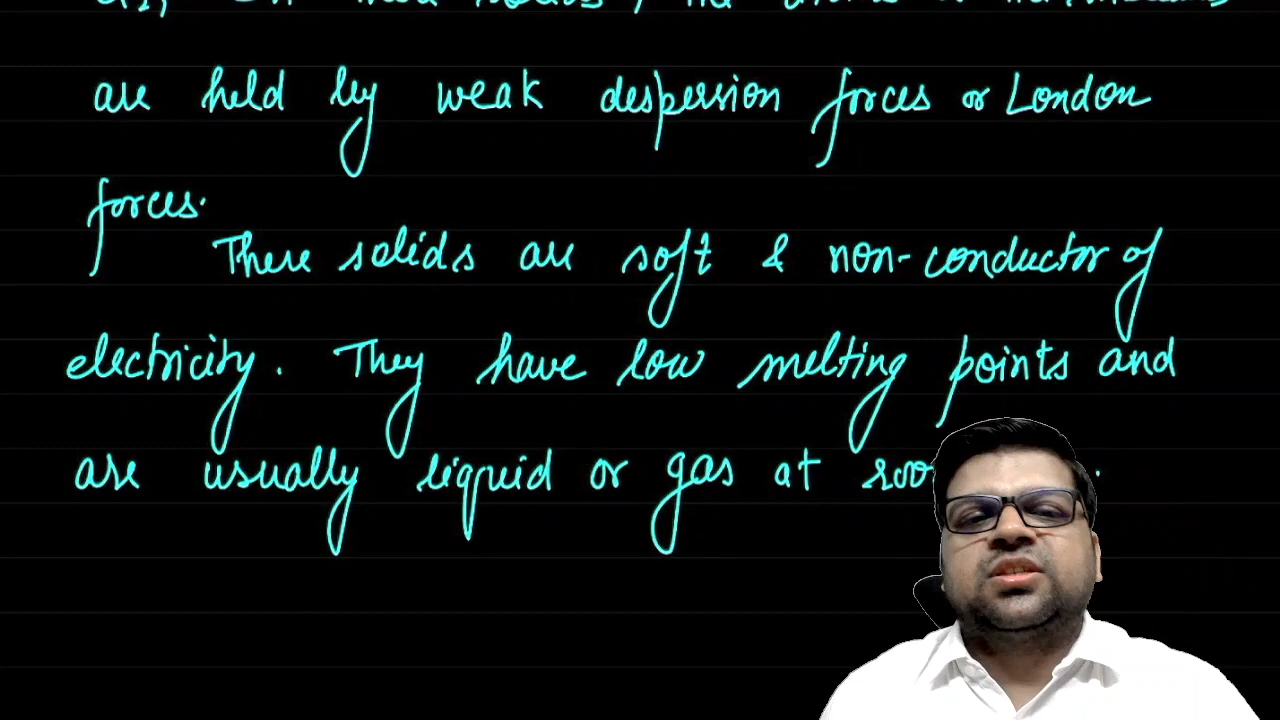 are held by weak despersion forces or London
forces.
These solids are soft & non-conductor of
electricity. They have low melting points and
are usually liquid or gas at